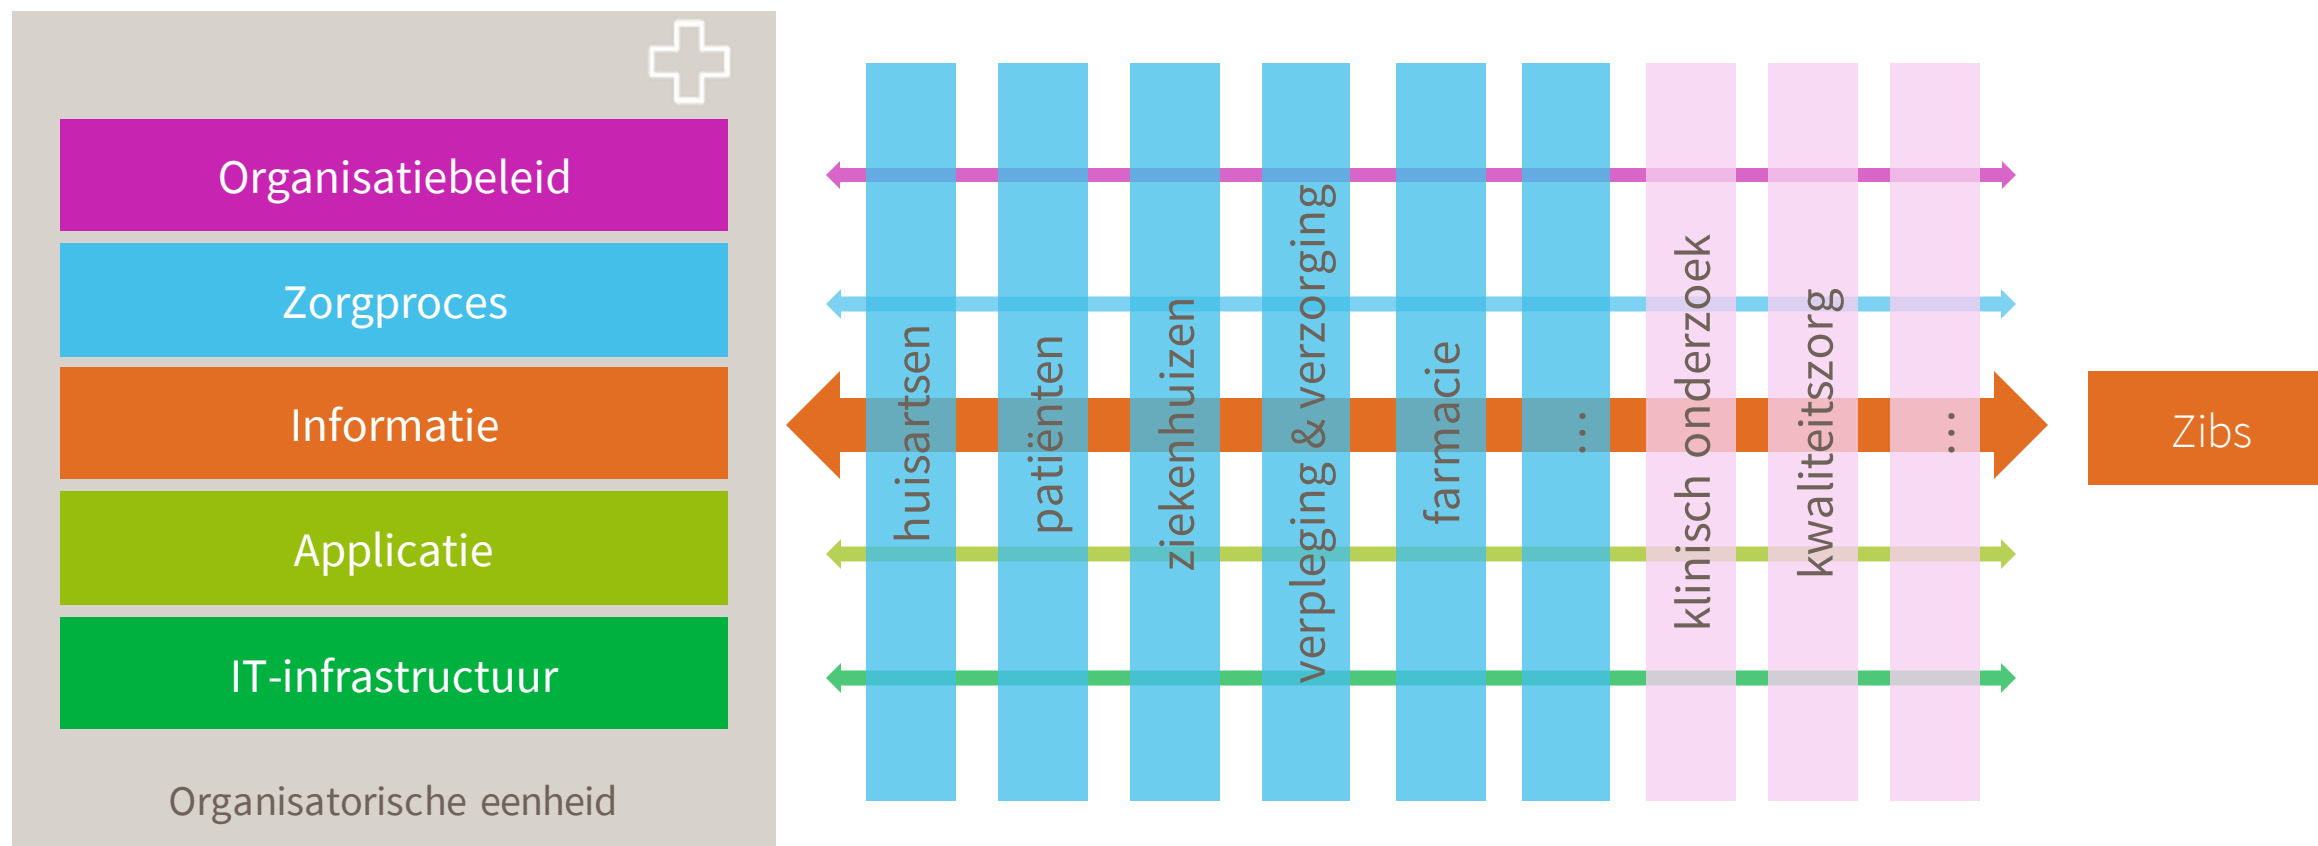 Organisatiebeleid
Zorgproces
Informatie
Applicatie
IT-infrastructuur
Organisatorische eenheid
huisartsen
patiënten
ziekenhuizen
verpleging & verzorging
farmacie
...
klinisch onderzoek
kwaliteitszorg
...
Zibs